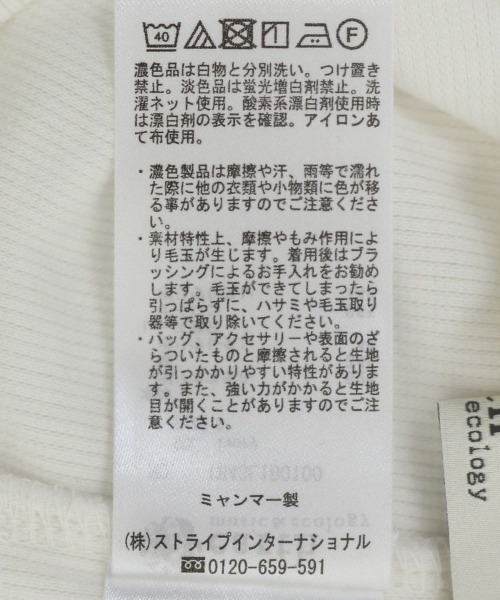 40
F
濃色品は白物と分別洗い。つけ置き
禁止。淡色品は蛍光増白剤禁止。洗
濯ネット使用。酸素系漂白剤使用時
は漂白剤の表示を確認。アイロンあ
て布使用。
・濃色製品は摩擦や汗、雨等で濡れ
た際に他の衣類や小物類に色が移
る事がありますのでご注意くださ
い。
・素材特性上、摩擦やもみ作用によ
り毛玉が生じます。着用後はブラ
ッシングによるお手入れをお勧め
します。毛玉ができてしまったら
引っぱらずに、ハサミや毛玉取り
器等で取り除いてください。
・バッグ、アクセサリーや表面のざ
らついたものと摩擦されると生地
が引っかかりやすい特性がありま
す。また、強い力がかかると生地
目が開くことがありますのでご注
意ください。
ミャンマー製
(株)ストライプインターナショナル
0120-659-591
ecology